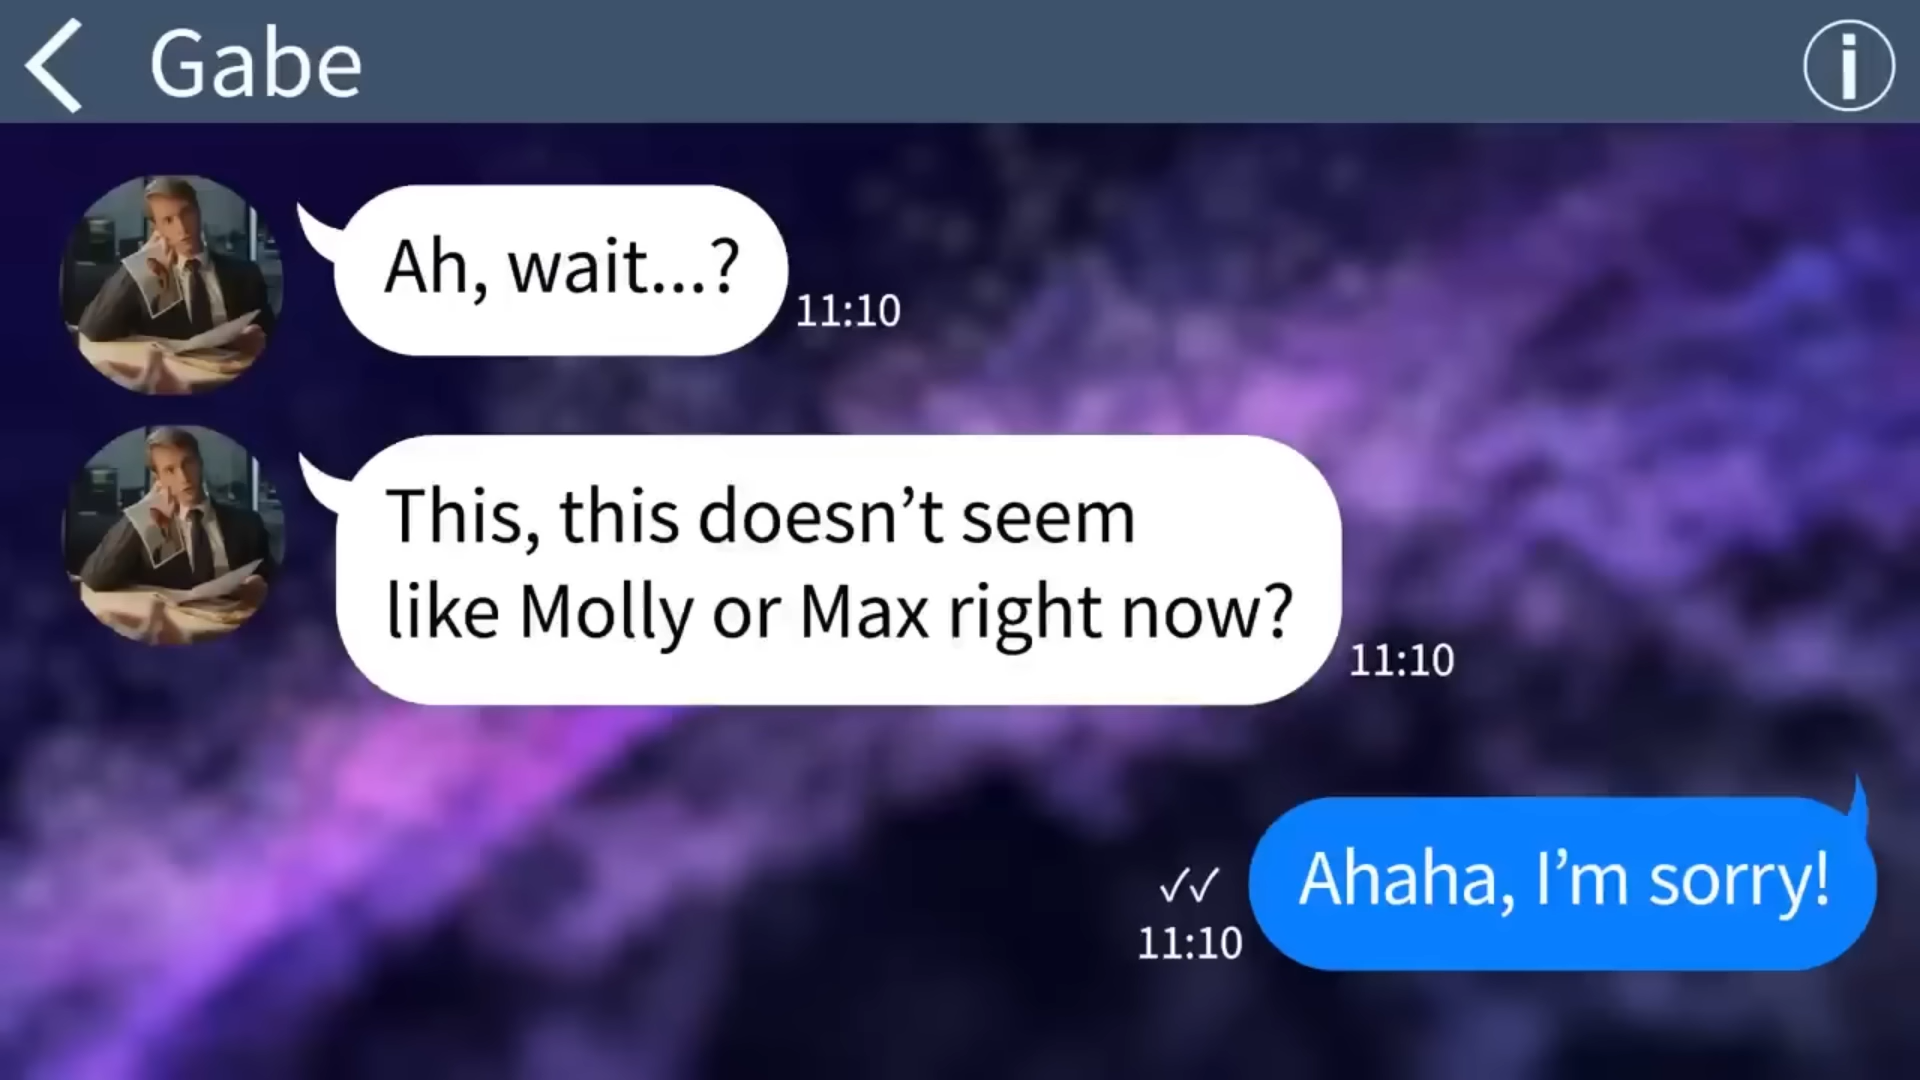 Gabe
Ah, wait...?
11:10
This, this doesn’t seem
like Molly or Max right now?
11:10
Ahaha, I’m sorry!
11:10